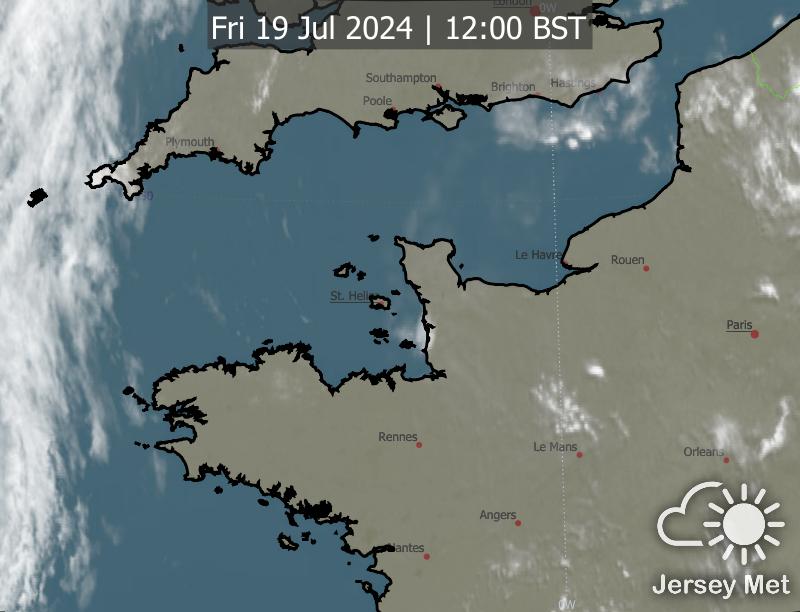 London
0W
Fri 19 Jul 2024 | 12:00 BST
Southampton
Brighton
Hastings
Poole
Plymouth
50
Le Havre
Rouen
St. Helier
Paris
Rennes
Le Mans
Orleans
Angers
Nantes
0W
Jersey Met